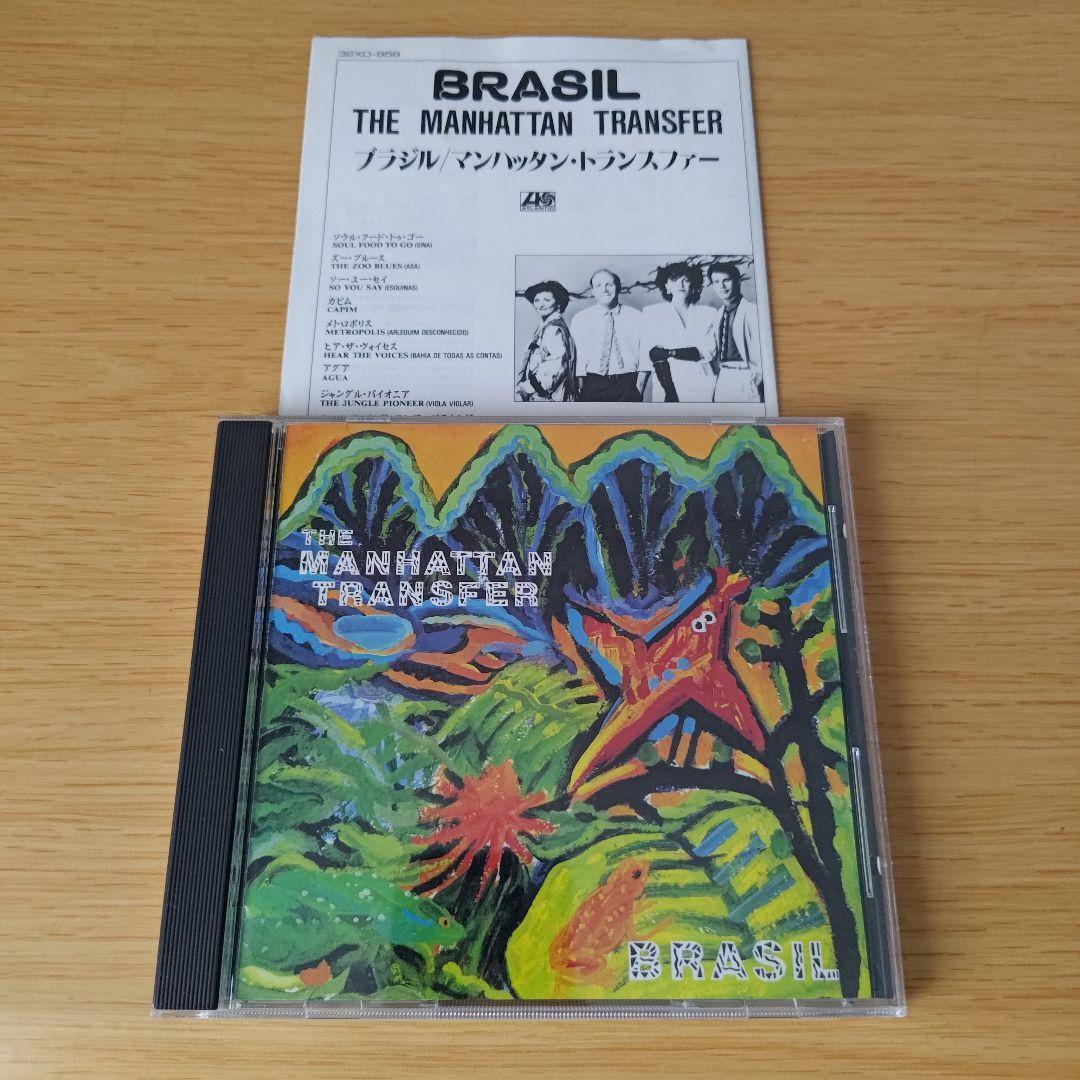 32XD-858
BRASIL
THE MANHATTAN TRANSFER
ブラジル/マンハッタン・トランスファー
ATLANTIC
ソウル・フード・トゥ・ゴー
SOUL FOOD TO GO (SINA)
ズー・ブルース
THE ZOO BLUES (ASA)
ソー・ユー・セイ
SO YOU SAY (ESQUINAS)
カピム
CAPIM
メトロポリス
METROPOLIS (ARLEQUIM DESCONHECIDO)
ヒア・ザ・ヴォイセス
HEAR THE VOICES (BAHIA DE TODAS AS CONTAS)
アグア
AGUA
ジャングル・パイオニア
THE JUNGLE PIONEER (VIOLA VIOLAR)
THE
MANHATTAN
TRANSFER
BRASIL